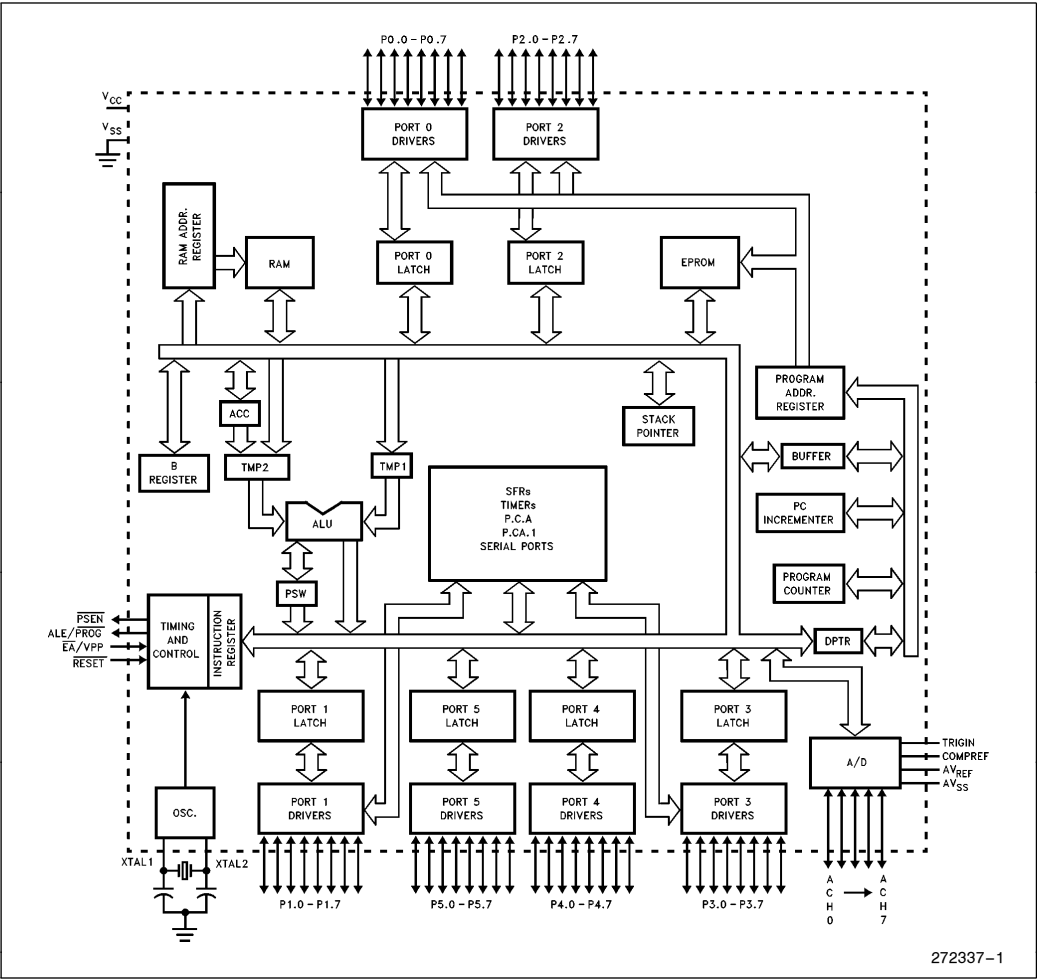 P0.0 – P0.7
P2.0 – P2.7
VCC
VSS
PORT 0
DRIVERS
PORT 2
DRIVERS
RAM ADDR.
REGISTER
RAM
PORT 0
LATCH
PORT 2
LATCH
EPROM
PROGRAM
ADDR.
REGISTER
ACC
STACK
POINTER
B
REGISTER
TMP2
TMP1
BUFFER
SFRs
TIMERs
P.C.A
P.CA.1
SERIAL PORTS
ALU
PC
INCREMENTER
PSW
PROGRAM
COUNTER
PSEN
ALE/PROG
EA/VPP
RESET
TIMING
AND
CONTROL
INSTRUCTION
REGISTER
DPTR
PORT 1
LATCH
PORT 5
LATCH
PORT 4
LATCH
PORT 3
LATCH
A/D
TRIGIN
COMPREF
AVREF
AVSS
OSC.
PORT 1
DRIVERS
PORT 5
DRIVERS
PORT 4
DRIVERS
PORT 3
DRIVERS
XTAL1
XTAL2
P1.0 – P1.7
P5.0 – P5.7
P4.0 – P4.7
P3.0 – P3.7
ACH0
ACH7
272337–1